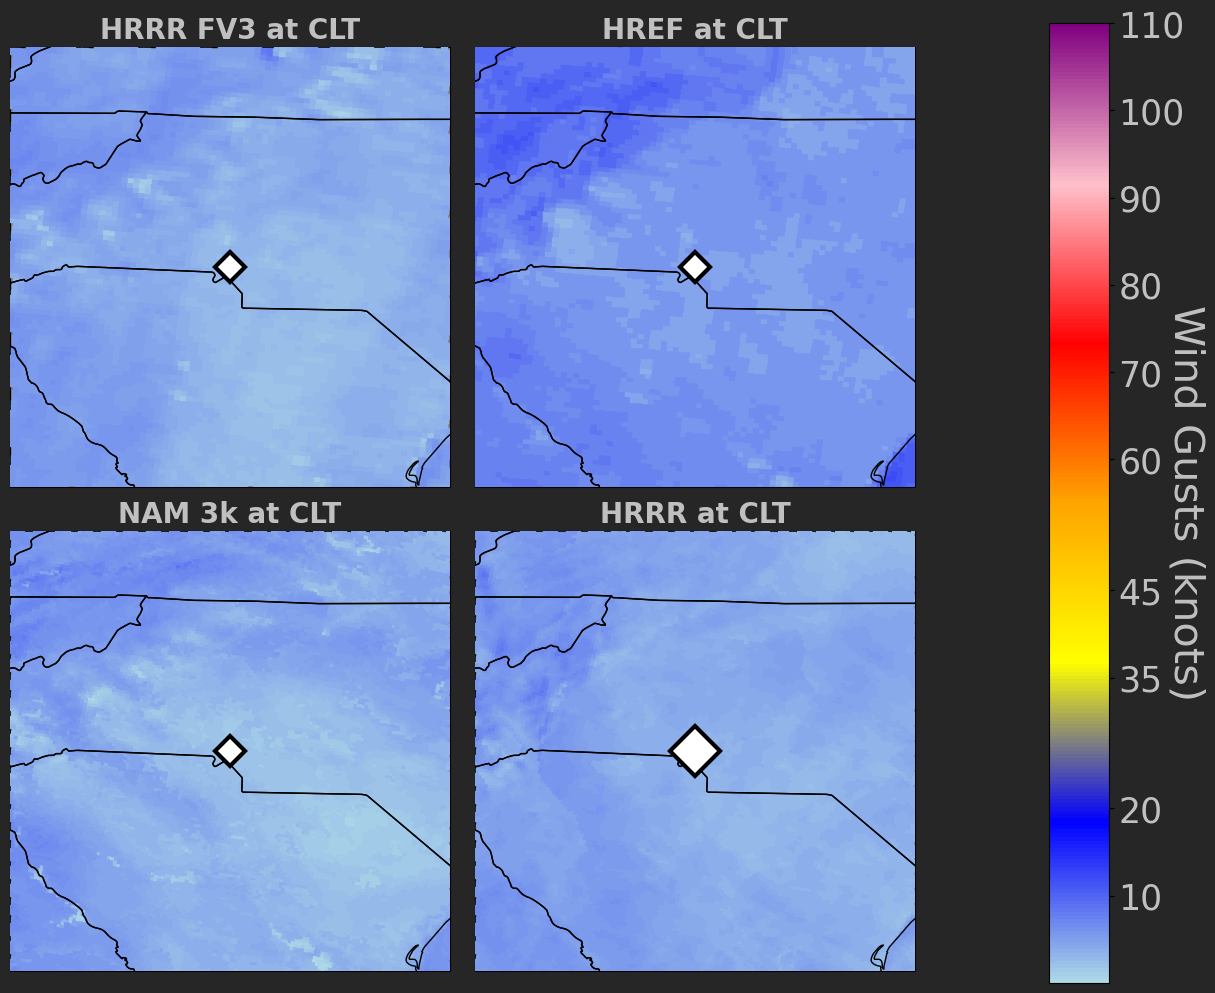 HRRR FV3 at CLT
HREF at CLT
NAM 3k at CLT
HRRR at CLT
110
100
90
80
70
60
45
35
20
10
Wind Gusts (knots)